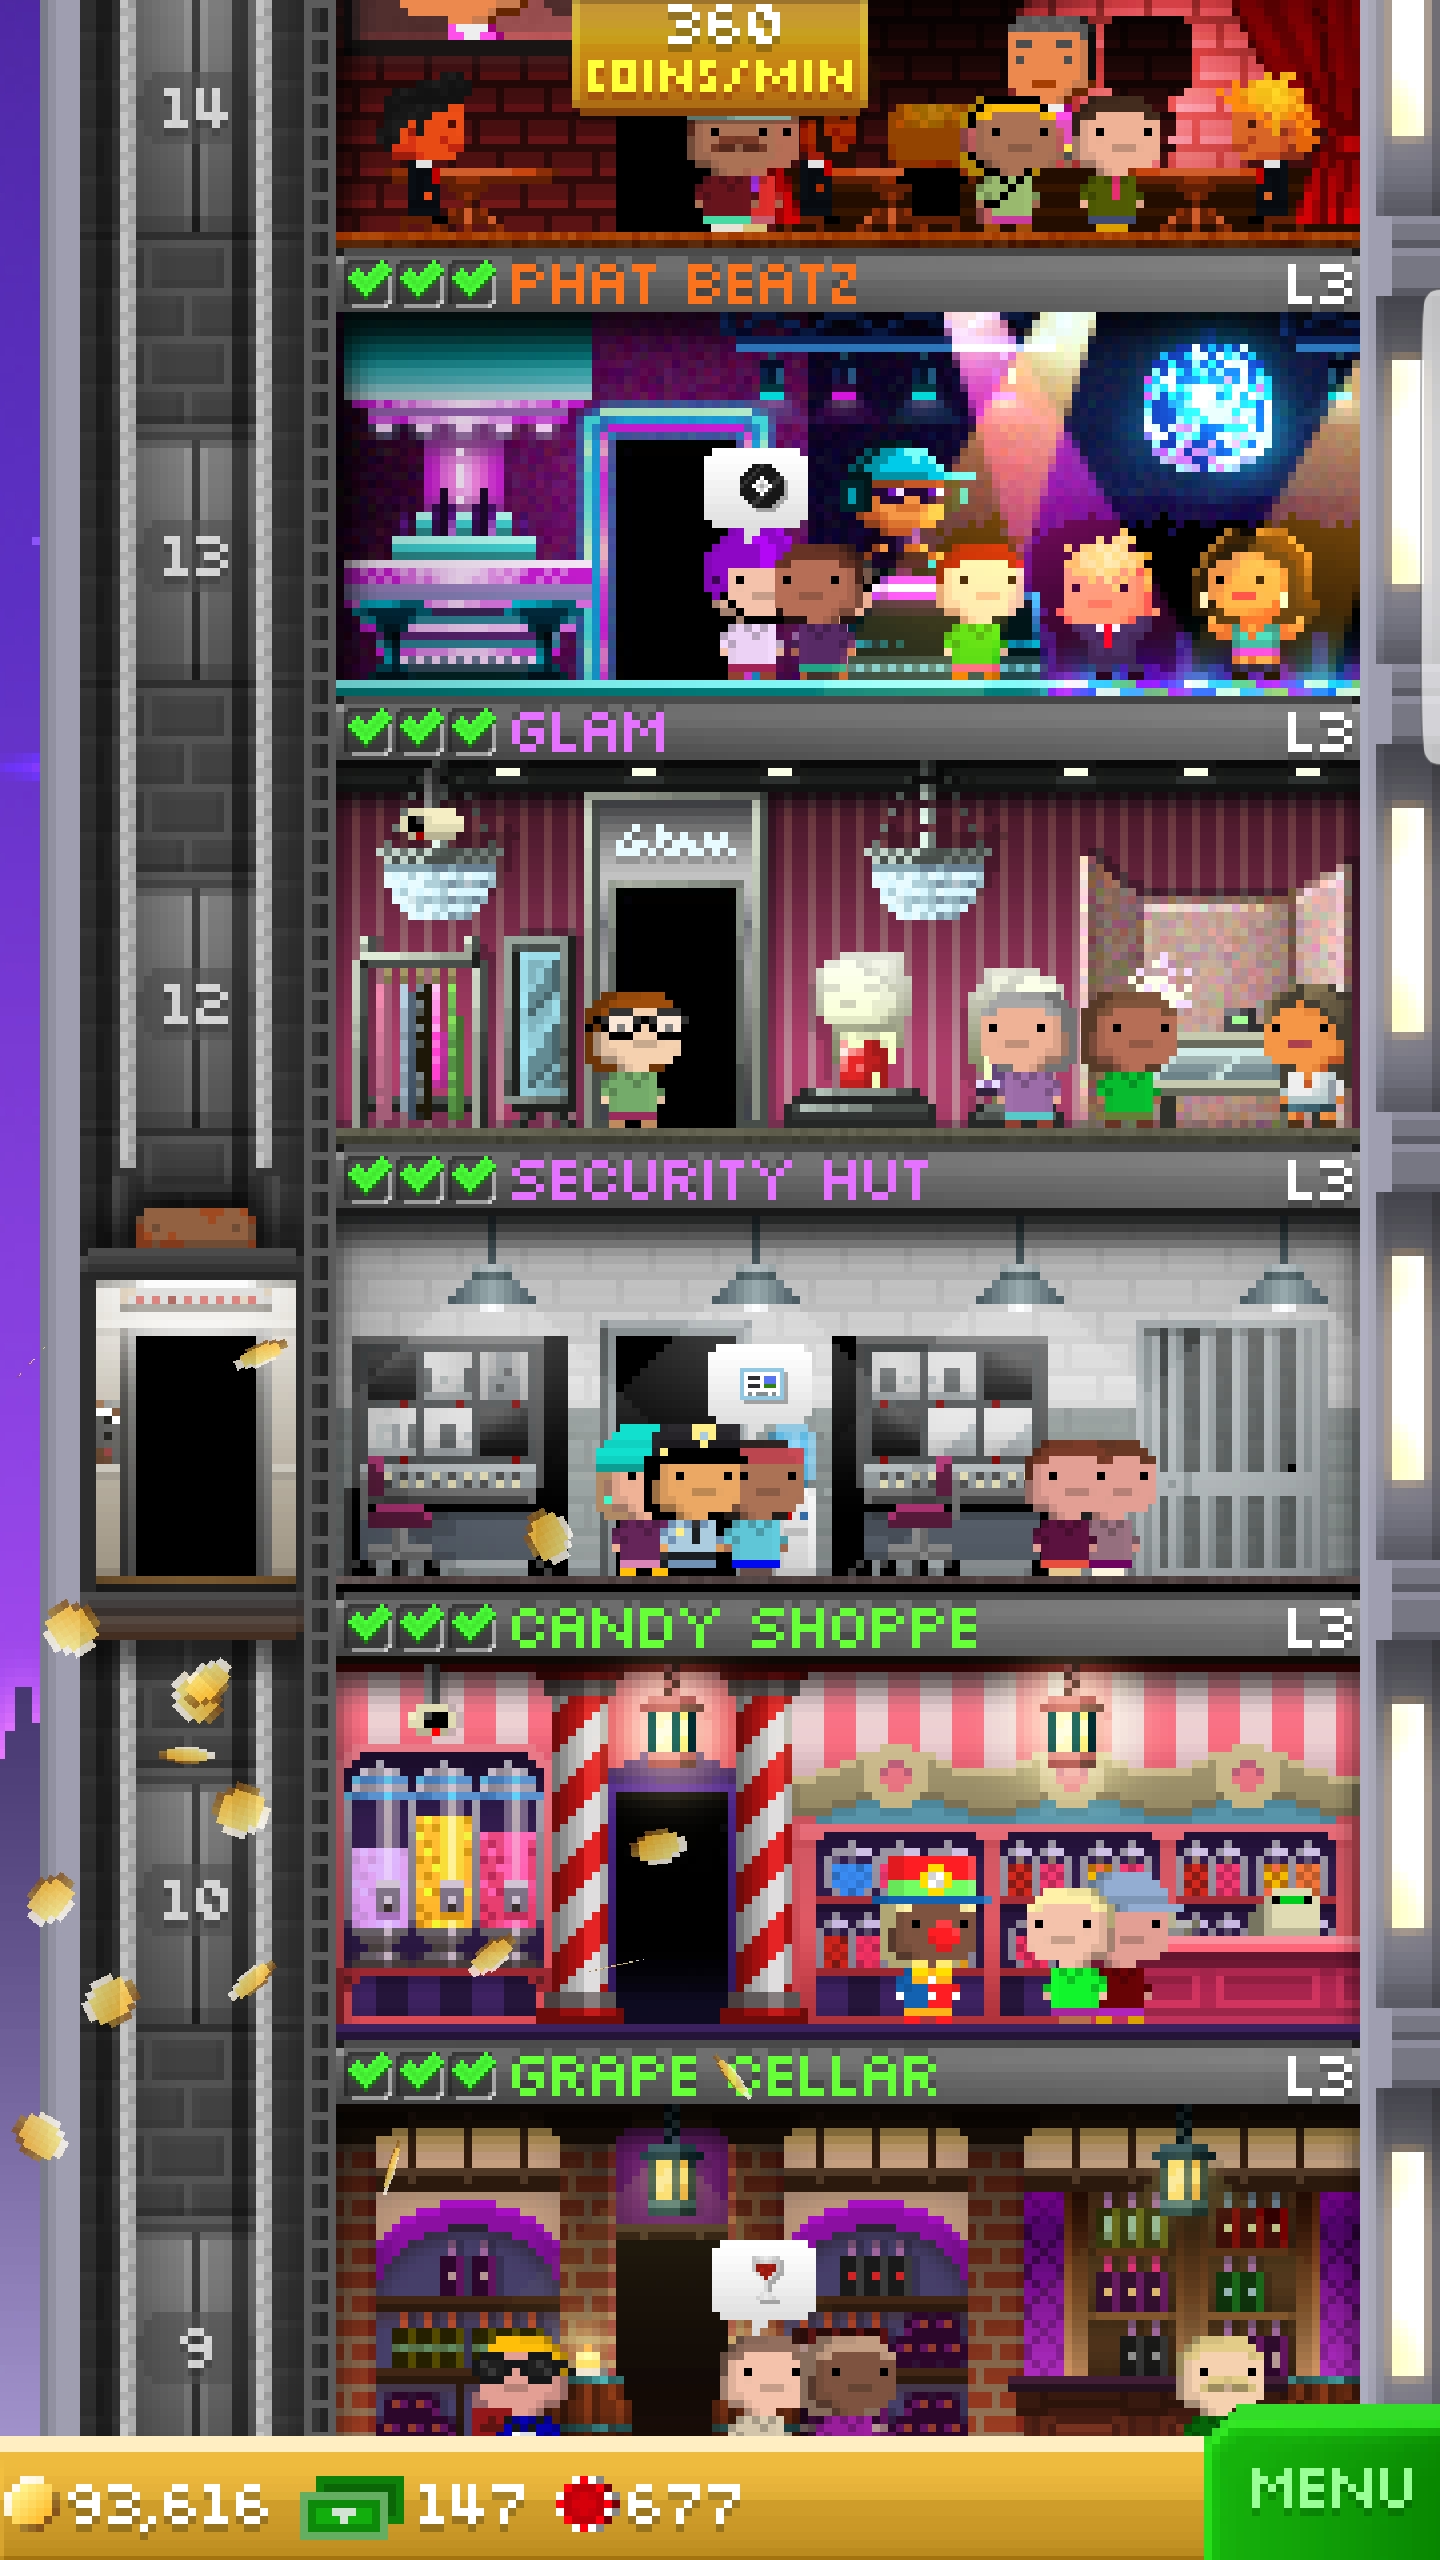 360
COINS/MIN
14
PHAT BEATZ L3
13
GLAM L3
Glam
12
SECURITY HUT L3
CANDY SHOPPE L3
10
GRAPE CELLAR L3
9
93,616 147 677
MENU